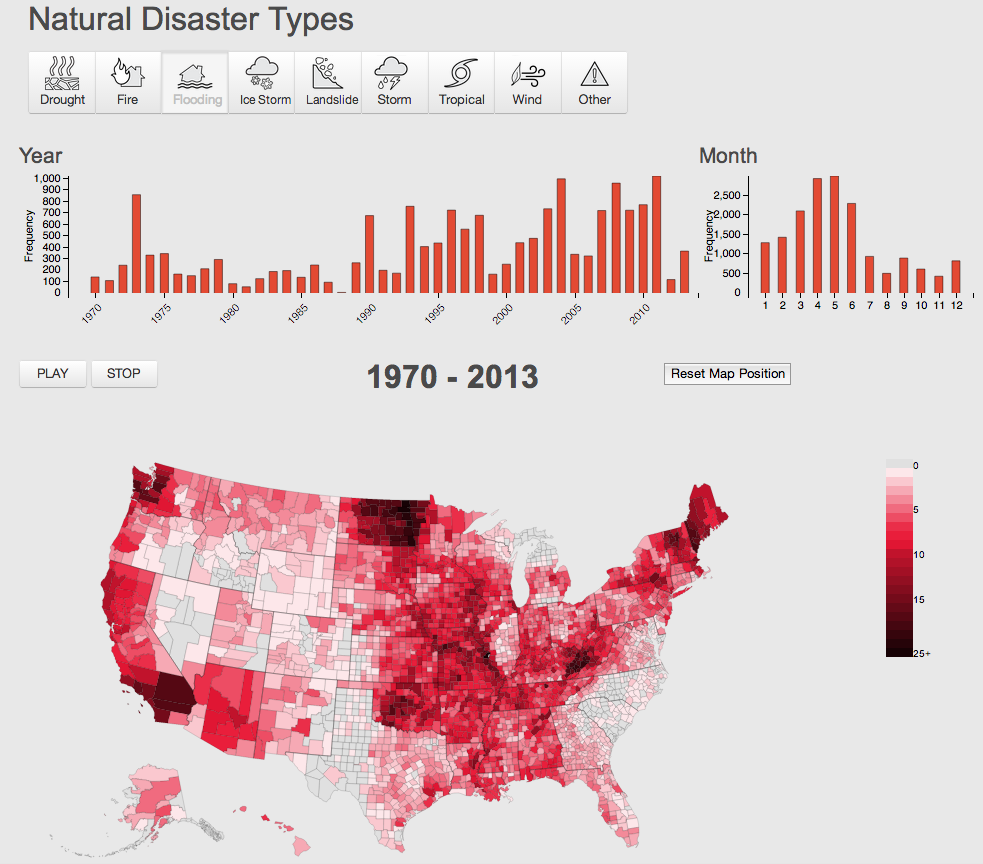 Natural Disaster Types
Drought Fire Flooding Ice Storm Landslide Storm Tropical Wind Other
Year
1,000
900
800
700
600
500
400
300
200
100
0
Frequency
1970 1975 1980 1985 1990 1995 2000 2005 2010
Month
2,500
2,000
1,500
1,000
500
0
Frequency
1 2 3 4 5 6 7 8 9 10 11 12
PLAY STOP 1970 - 2013 Reset Map Position
0
5
10
15
25+